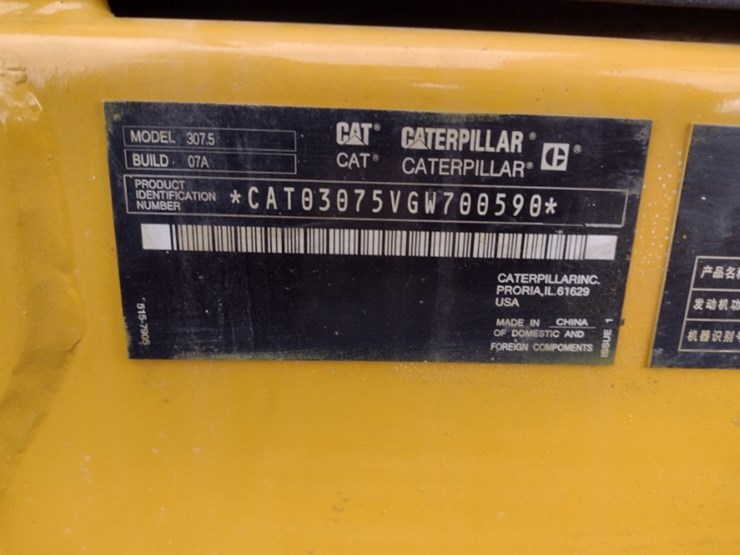 MODEL 307.5
BUILD 07A
CAT® CATERPILLAR®
CAT® CATERPILLAR® C
PRODUCT
IDENTIFICATION
NUMBER
*CAT03075VGW700590*
CATERPILLARINC.
PRORIA,IL.61629
USA
MADE IN CHINA
OF DOMESTIC AND
FOREIGN COMPONENTS
ISSUE 1
515-7905
产品名称
发动机功
机器识别